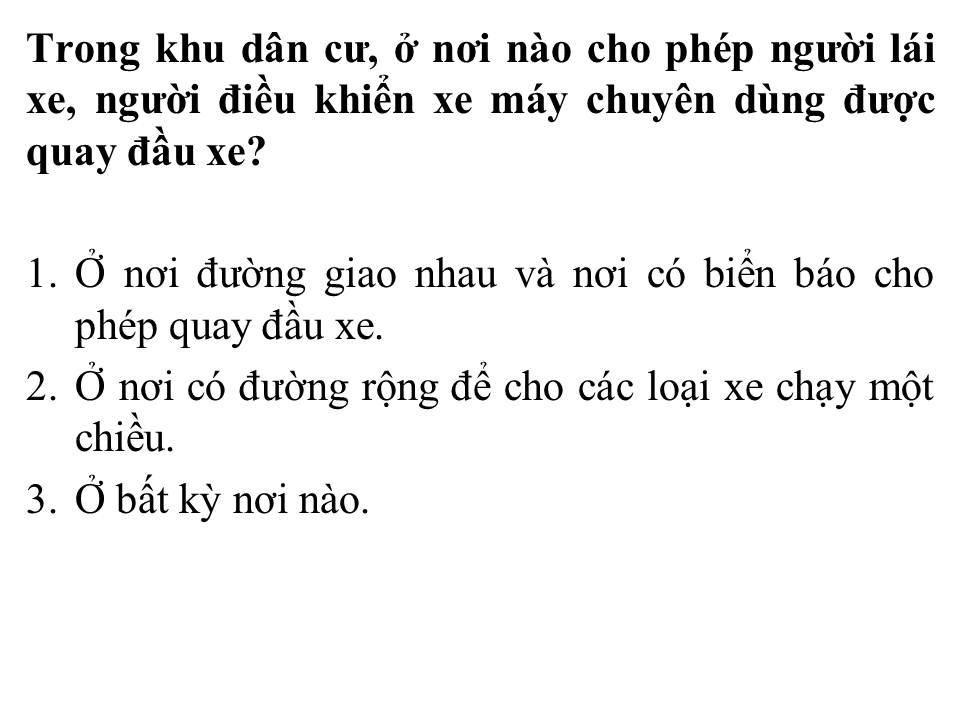 Trong khu dân cư, ở nơi nào cho phép người lái
xe, người điều khiển xe máy chuyên dùng được
quay đầu xe?
1. Ở nơi đường giao nhau và nơi có biển báo cho
phép quay đầu xe.
2. Ở nơi có đường rộng để cho các loại xe chạy một
chiều.
3. Ở bất kỳ nơi nào.